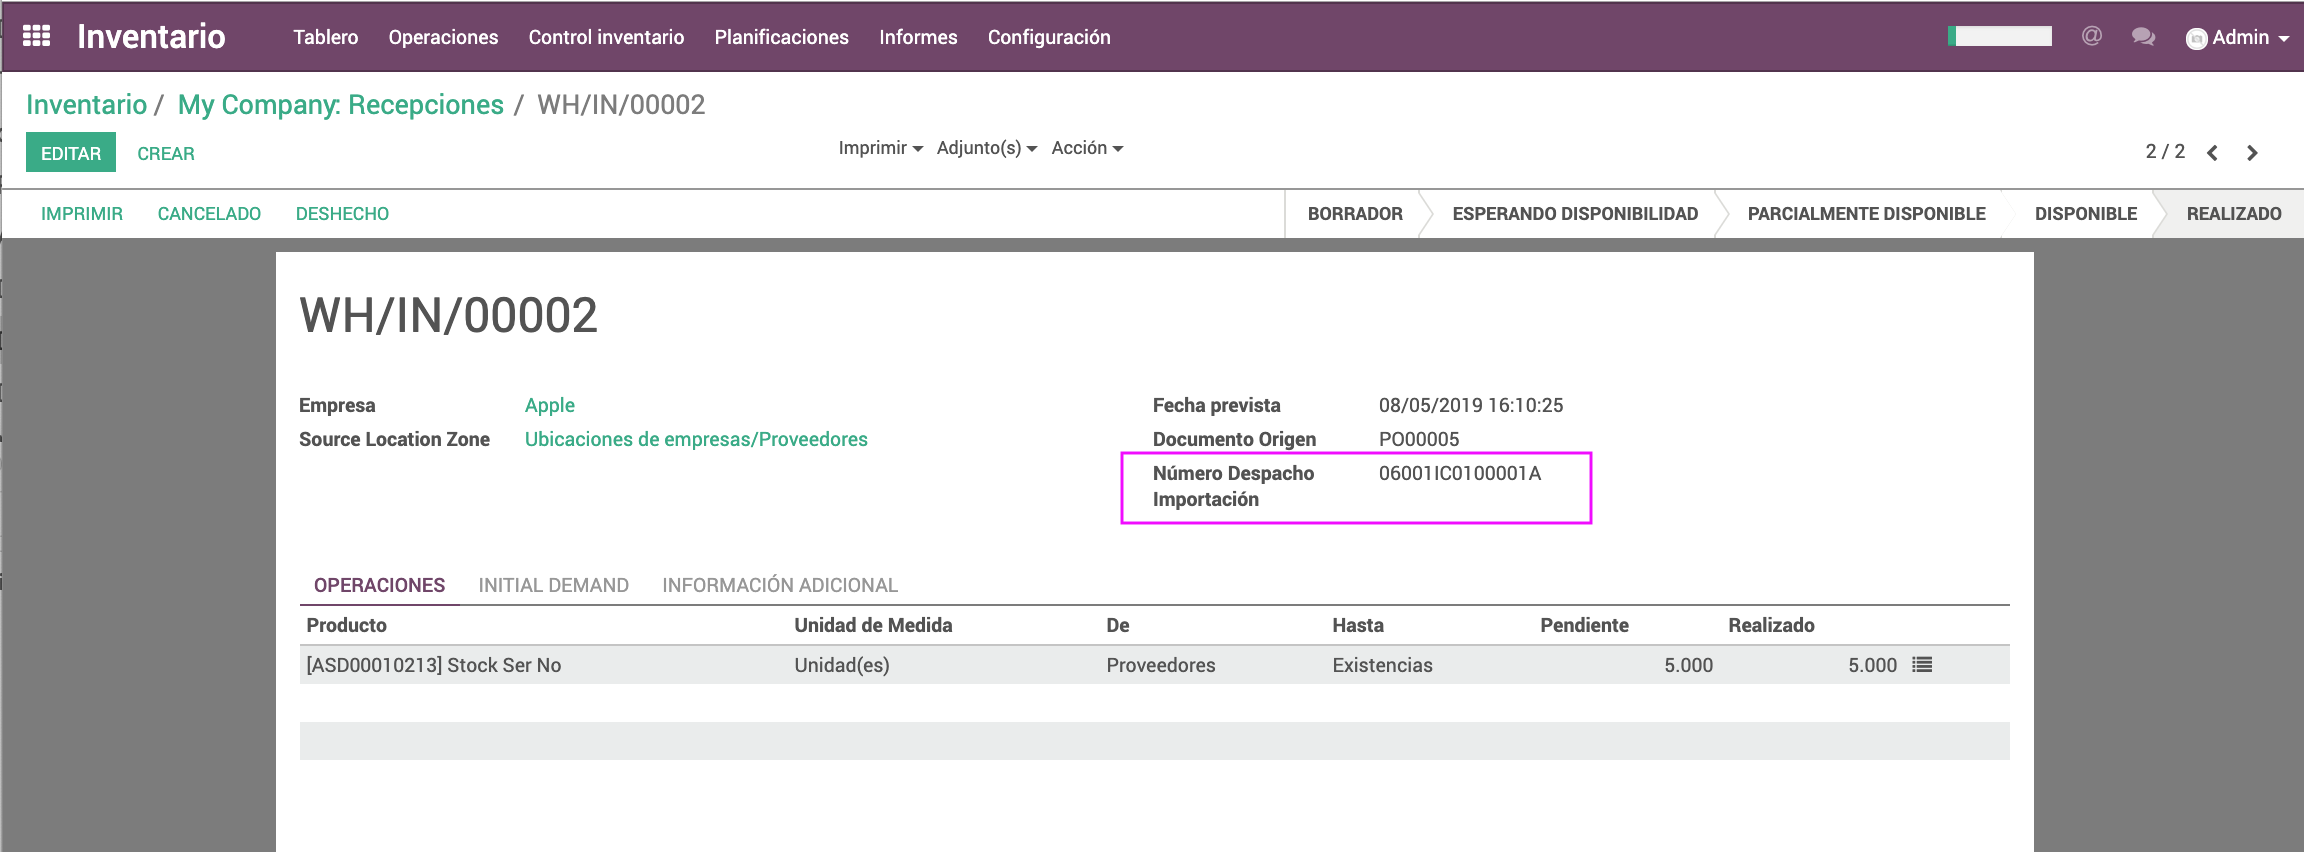 Inventario Tablero Operaciones Control inventario Planificaciones Informes Configuración @ Admin
Inventario / My Company: Recepciones / WH/IN/00002
EDITAR CREAR Imprimir Adjunto(s) Acción 2 / 2
IMPRIMIR CANCELADO DESHECHO BORRADOR ESPERANDO DISPONIBILIDAD PARCIALMENTE DISPONIBLE DISPONIBLE REALIZADO
WH/IN/00002
Empresa Apple Fecha prevista 08/05/2019 16:10:25
Source Location Zone Ubicaciones de empresas/Proveedores Documento Origen PO00005
Número Despacho 06001IC0100001A
Importación
OPERACIONES INITIAL DEMAND INFORMACIÓN ADICIONAL
Producto Unidad de Medida De Hasta Pendiente Realizado
[ASD00010213] Stock Ser No Unidad(es) Proveedores Existencias 5.000 5.000